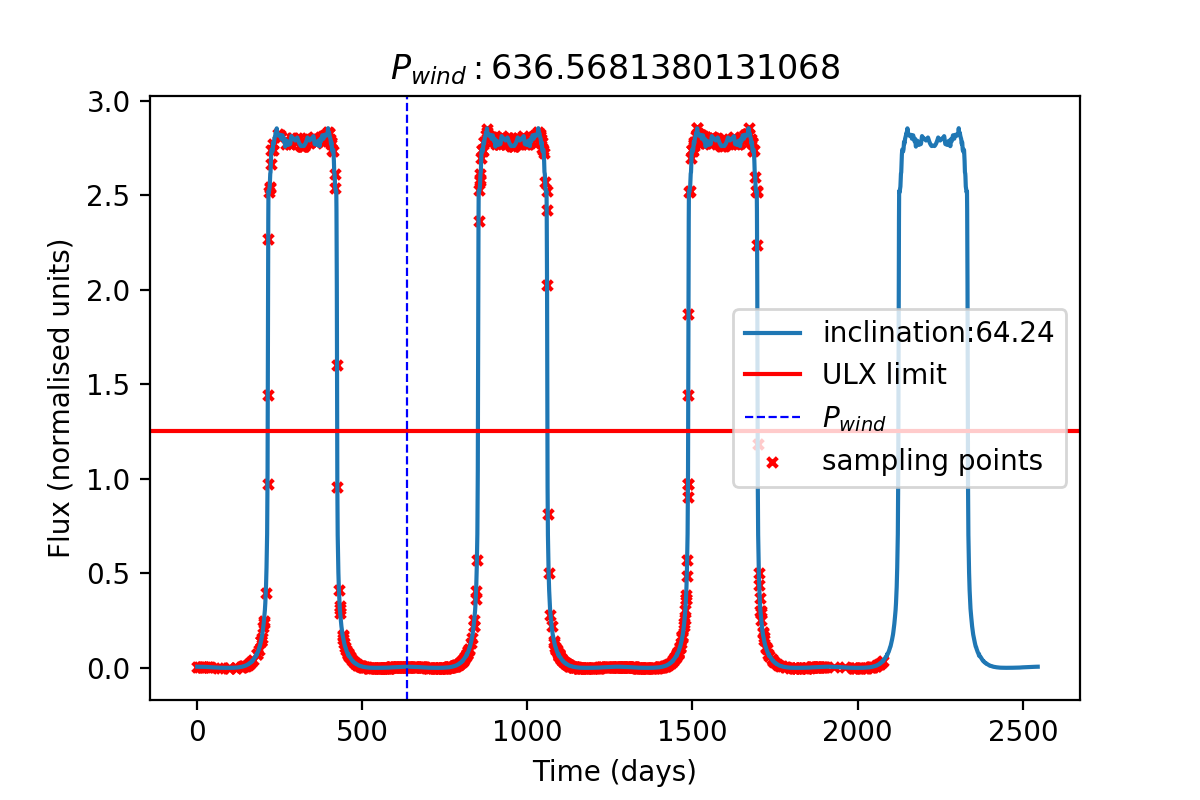 P_wind : 636.5681380131068
3.0
2.5
2.0
1.5
1.0
0.5
0.0
Flux (normalised units)
inclination:64.24
ULX limit
P_wind
sampling points
0 500 1000 1500 2000 2500
Time (days)